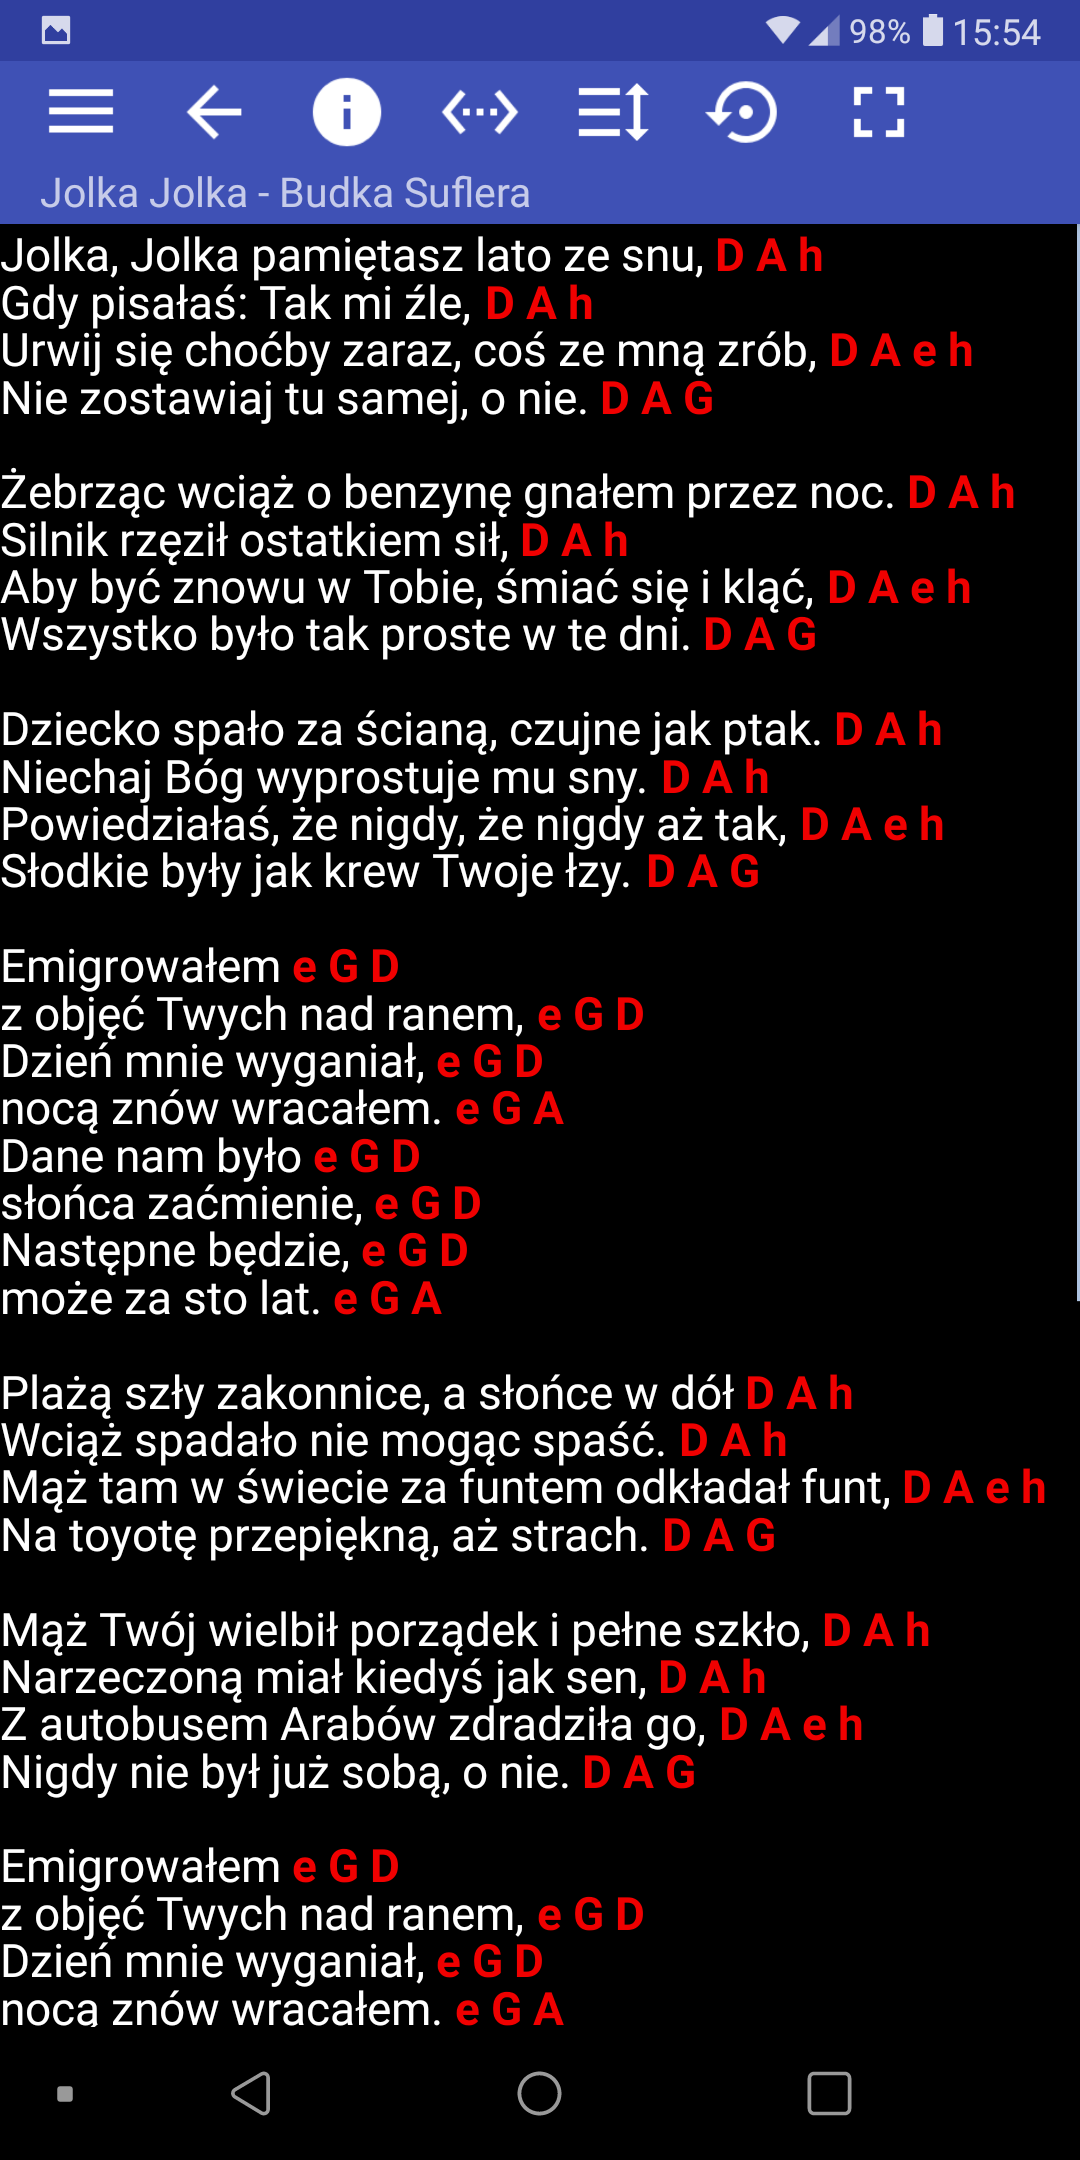 98% 15:54
Jolka Jolka - Budka Suflera
Jolka, Jolka pamiętasz lato ze snu, D A h
Gdy pisałaś: Tak mi źle, D A h
Urwij się choćby zaraz, coś ze mną zrób, D A e h
Nie zostawiaj tu samej, o nie. D A G
Żebrząc wciąż o benzynę gnałem przez noc. D A h
Silnik rzęził ostatkiem sił, D A h
Aby być znowu w Tobie, śmiać się i kląć, D A e h
Wszystko było tak proste w te dni. D A G
Dziecko spało za ścianą, czujne jak ptak. D A h
Niechaj Bóg wyprostuje mu sny. D A h
Powiedziałaś, że nigdy, że nigdy aż tak, D A e h
Słodkie były jak krew Twoje łzy. D A G
Emigrowałem e G D
z objęć Twych nad ranem, e G D
Dzień mnie wyganiał, e G D
nocą znów wracałem. e G A
Dane nam było e G D
słońca zaćmienie, e G D
Następne będzie, e G D
może za sto lat. e G A
Plażą szły zakonnice, a słońce w dół D A h
Wciąż spadało nie mogąc spaść. D A h
Mąż tam w świecie za funtem odkładał funt, D A e h
Na toyotę przepiękną, aż strach. D A G
Mąż Twój wielbił porządek i pełne szkło, D A h
Narzeczoną miał kiedyś jak sen, D A h
Z autobusem Arabów zdradziła go, D A e h
Nigdy nie był już sobą, o nie. D A G
Emigrowałem e G D
z objęć Twych nad ranem, e G D
Dzień mnie wyganiał, e G D
nocą znów wracałem. e G A